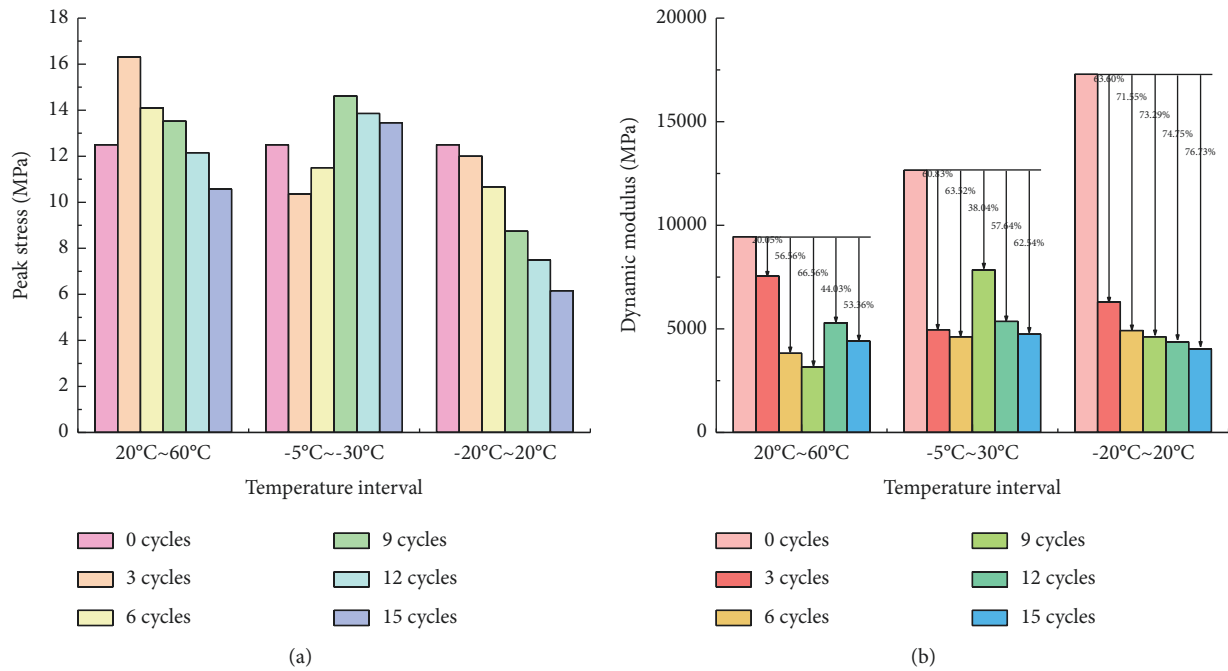 18
16
14
12
10
8
6
4
2
0
Peak stress (MPa)
20°C~60°C
-5°C~-30°C
-20°C~20°C
Temperature interval
0 cycles
3 cycles
6 cycles
9 cycles
12 cycles
15 cycles
(a)
20000
15000
10000
5000
0
Dynamic modulus (MPa)
20.05%
56.56%
66.56%
44.03%
53.36%
60.83%
63.52%
38.04%
57.64%
62.54%
63.60%
71.55%
73.29%
74.75%
76.73%
20°C~60°C
-5°C~30°C
-20°C~20°C
Temperature interval
0 cycles
3 cycles
6 cycles
9 cycles
12 cycles
15 cycles
(b)